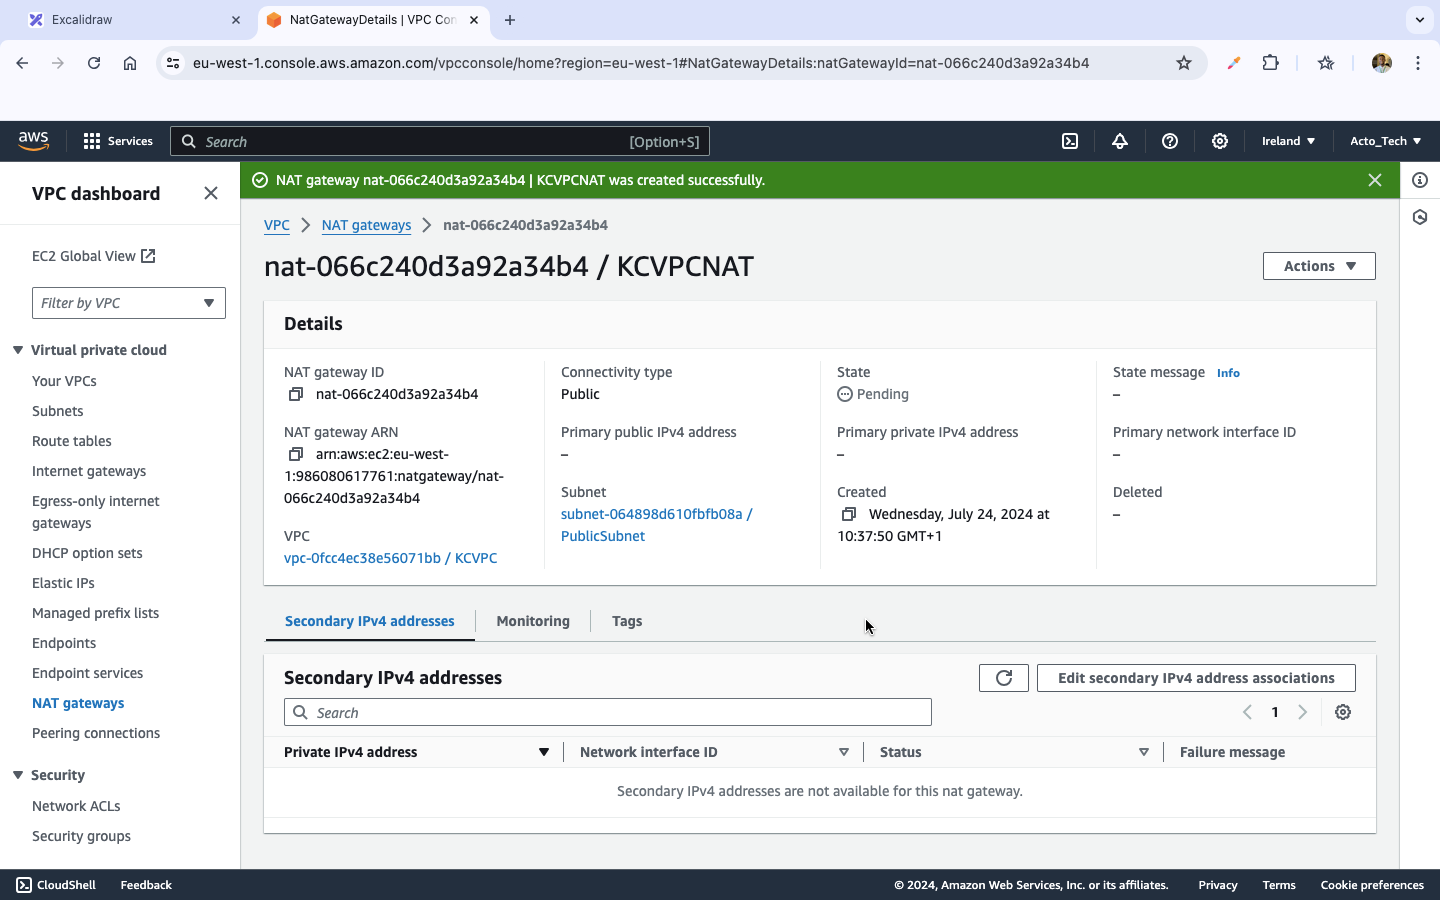 Excalidraw
NatGatewayDetails | VPC Con
eu-west-1.console.aws.amazon.com/vpcconsole/home?region=eu-west-1#NatGatewayDetails:natGatewayId=nat-066c240d3a92a34b4
aws
Services
Search
[Option+S]
Ireland
Acto_Tech
VPC dashboard
EC2 Global View
Filter by VPC
Virtual private cloud
Your VPCs
Subnets
Route tables
Internet gateways
Egress-only internet
gateways
DHCP option sets
Elastic IPs
Managed prefix lists
Endpoints
Endpoint services
NAT gateways
Peering connections
Security
Network ACLs
Security groups
NAT gateway nat-066c240d3a92a34b4 | KCVPCNAT was created successfully.
VPC
NAT gateways
nat-066c240d3a92a34b4
nat-066c240d3a92a34b4 / KCVPCNAT
Actions
Details
NAT gateway ID
nat-066c240d3a92a34b4
NAT gateway ARN
arn:aws:ec2:eu-west-
1:986080617761:natgateway/nat-
066c240d3a92a34b4
VPC
vpc-0fcc4ec38e56071bb / KCVPC
Connectivity type
Public
Primary public IPv4 address
–
Subnet
subnet-064898d610fbfb08a /
PublicSubnet
State
Pending
Primary private IPv4 address
–
Created
Wednesday, July 24, 2024 at
10:37:50 GMT+1
State message Info
–
Primary network interface ID
–
Deleted
–
Secondary IPv4 addresses
Monitoring
Tags
Secondary IPv4 addresses
Edit secondary IPv4 address associations
Search
1
Private IPv4 address
Network interface ID
Status
Failure message
Secondary IPv4 addresses are not available for this nat gateway.
CloudShell
Feedback
© 2024, Amazon Web Services, Inc. or its affiliates.
Privacy
Terms
Cookie preferences